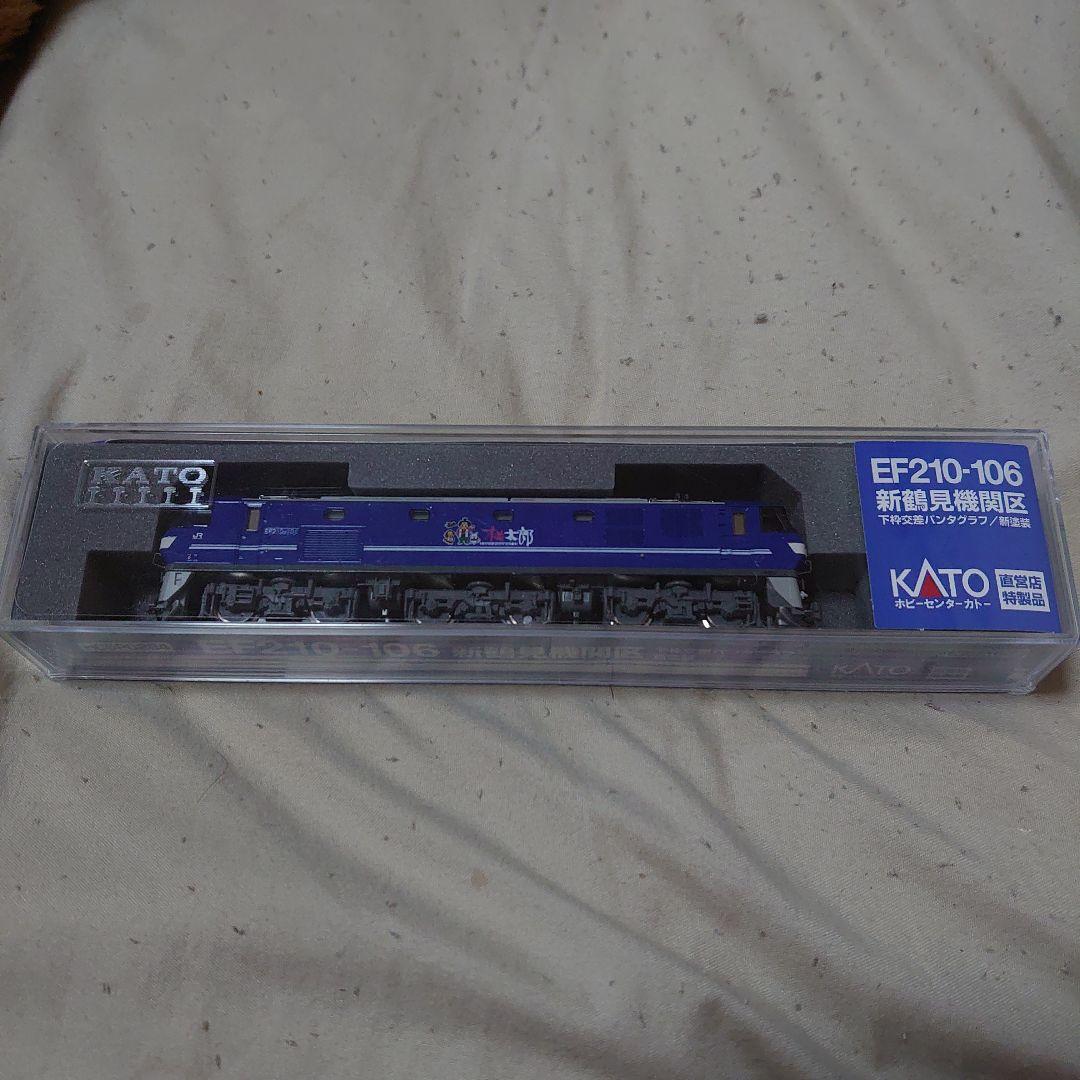 KATO
EF210-106
新鶴見機関区
下枠交差パンタグラフ/新塗装
KATO
ホビーセンターカトー
直営店
特製品
JR
桃太郎
EF210-106 新鶴見機関区
KATO